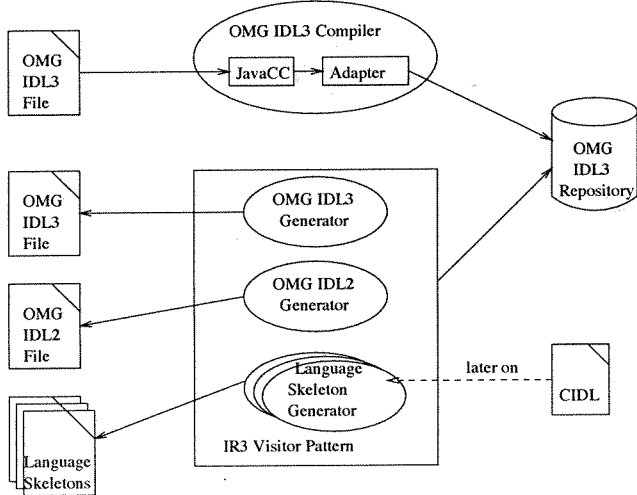 OMG IDL3 Compiler
OMG
IDL3
File
JavaCC
Adapter
OMG
IDL3
Repository
OMG
IDL3
File
OMG IDL3
Generator
OMG
IDL2
File
OMG IDL2
Generator
Language
Skeleton
Generator
later on
CIDL
IR3 Visitor Pattern
Language
Skeletons